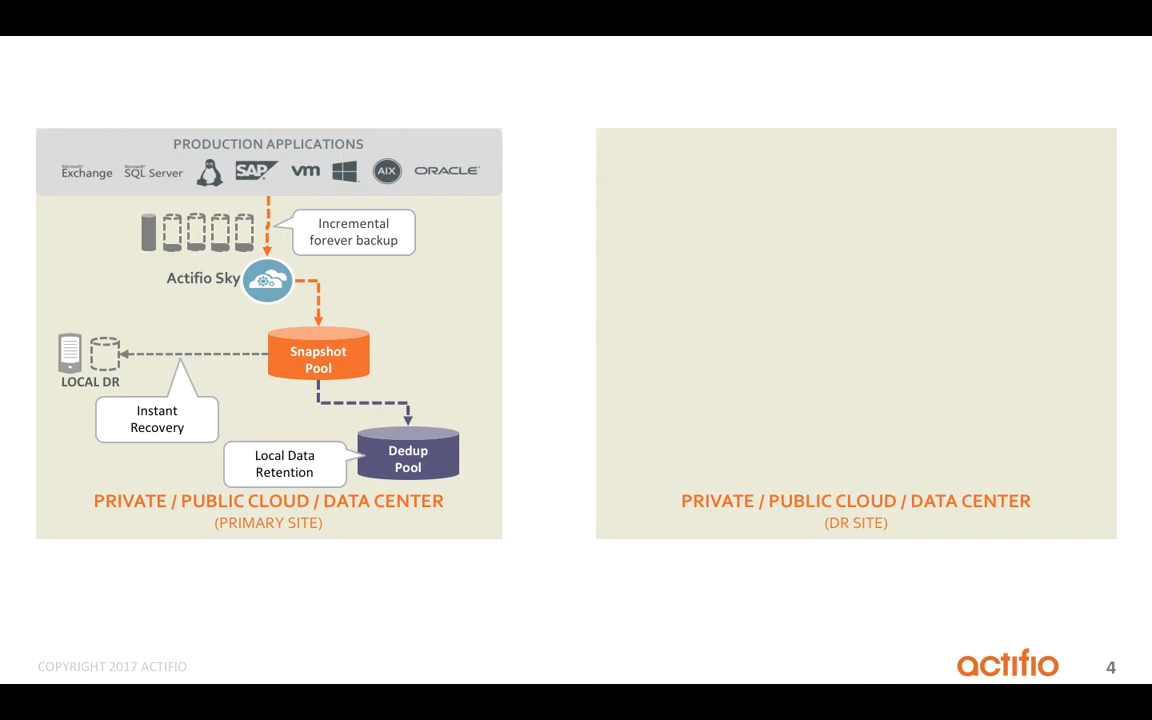 PRODUCTION APPLICATIONS
Microsoft Exchange
Microsoft SQL Server
SAP
vm
AIX
ORACLE
Incremental
forever backup
Actifio Sky
Snapshot
Pool
LOCAL DR
Instant
Recovery
Dedup
Pool
Local Data
Retention
PRIVATE / PUBLIC CLOUD / DATA CENTER
(PRIMARY SITE)
PRIVATE / PUBLIC CLOUD / DATA CENTER
(DR SITE)
COPYRIGHT 2017 ACTIFIO
actifio
4